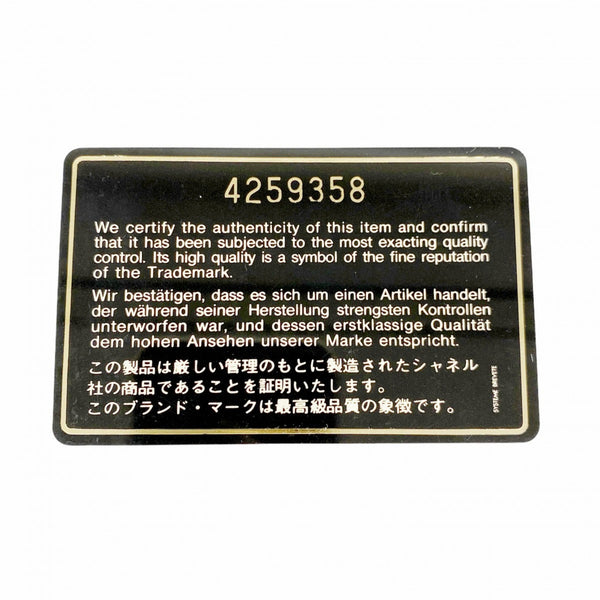 4259358
We certify the authenticity of this item and confirm
that it has been subjected to the most exacting quality
control. Its high quality is a symbol of the fine reputation
of the Trademark.
Wir bestätigen, dass es sich um einen Artikel handelt,
der während seiner Herstellung strengsten Kontrollen
unterworfen war, und dessen erstklassige Qualität
dem hohen Ansehen unserer Marke entspricht.
この製品は厳しい管理のもとに製造されたシャネル
社の商品であることを証明いたします。
このブランド・マークは最高級品質の象徴です。
SYSTEME BREVETE